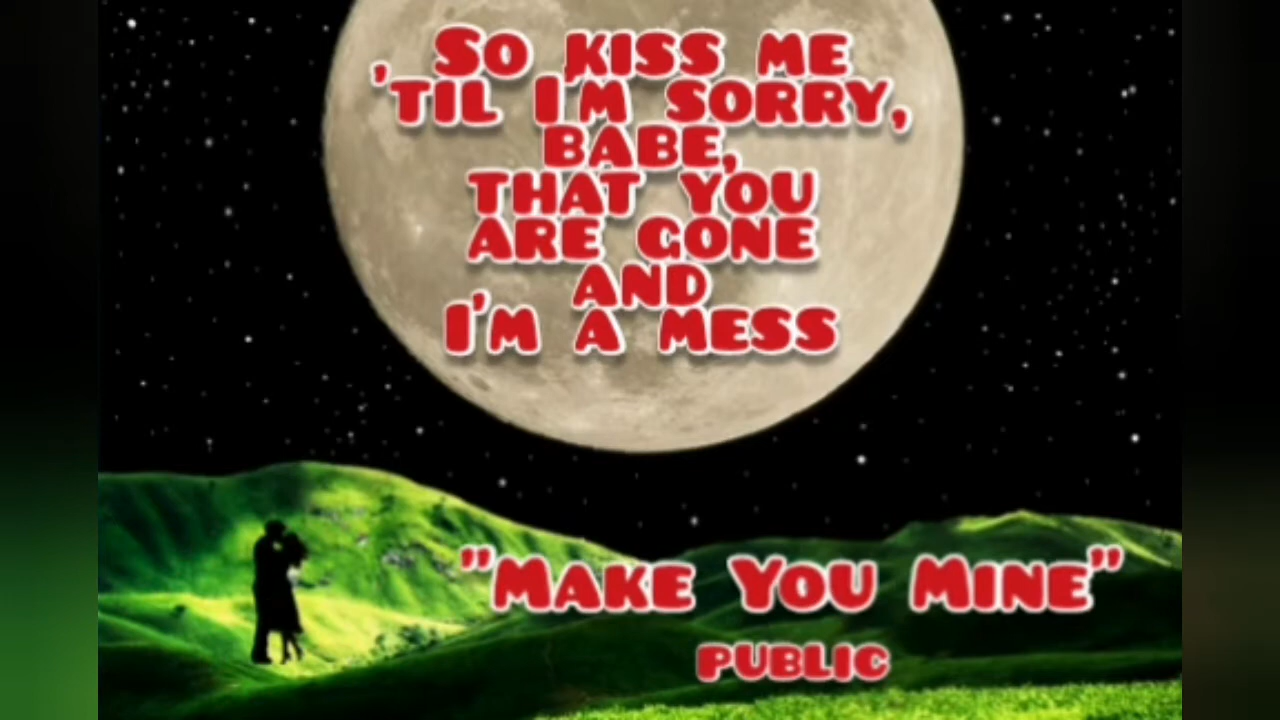 , So kiss me
'til I'm sorry,
babe,
that you
are gone
and
I'm a mess
"Make You Mine"
PUBLIC